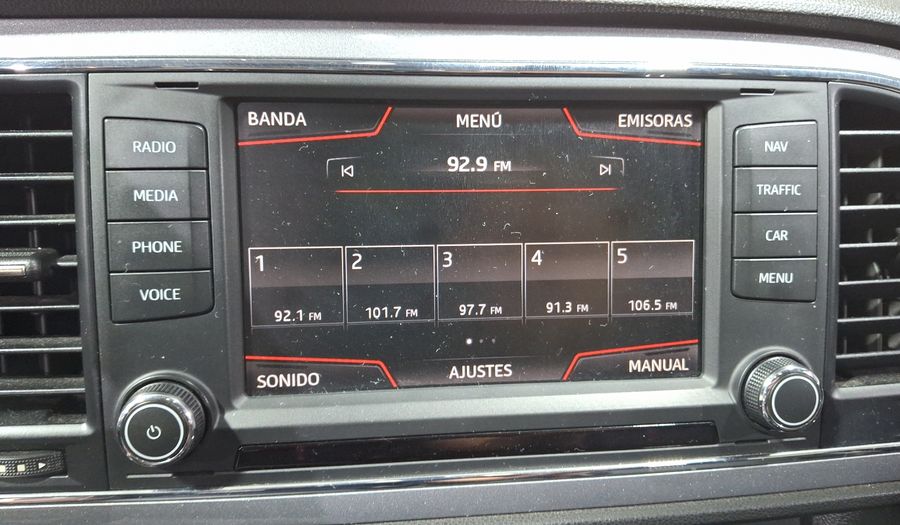 BANDA MENÚ EMISORAS
92.9 FM
1 2 3 4 5
92.1 FM 101.7 FM 97.7 FM 91.3 FM 106.5 FM
SONIDO AJUSTES MANUAL
RADIO
MEDIA
PHONE
VOICE
NAV
TRAFFIC
CAR
MENU